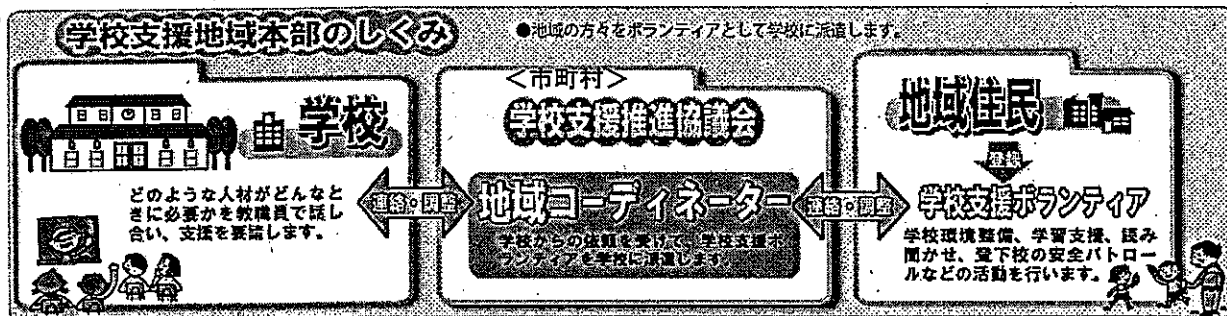 学校支援地域本部のしくみ
●地域の方々をボランティアとして学校に派遣します。
学校
どのような人材がどんなと
きに必要かを教職員で話し
合い、支援を要請します。
連絡・調整
＜市町村＞
学校支援推進協議会
地域コーディネーター
学校からの依頼を受けて、学校支援ボ
ランティアを学校に派遣します。
連絡・調整
地域住民
登録
学校支援ボランティア
学校環境整備、学習支援、読み
聞かせ、登下校の安全パトロー
ルなどの活動を行います。